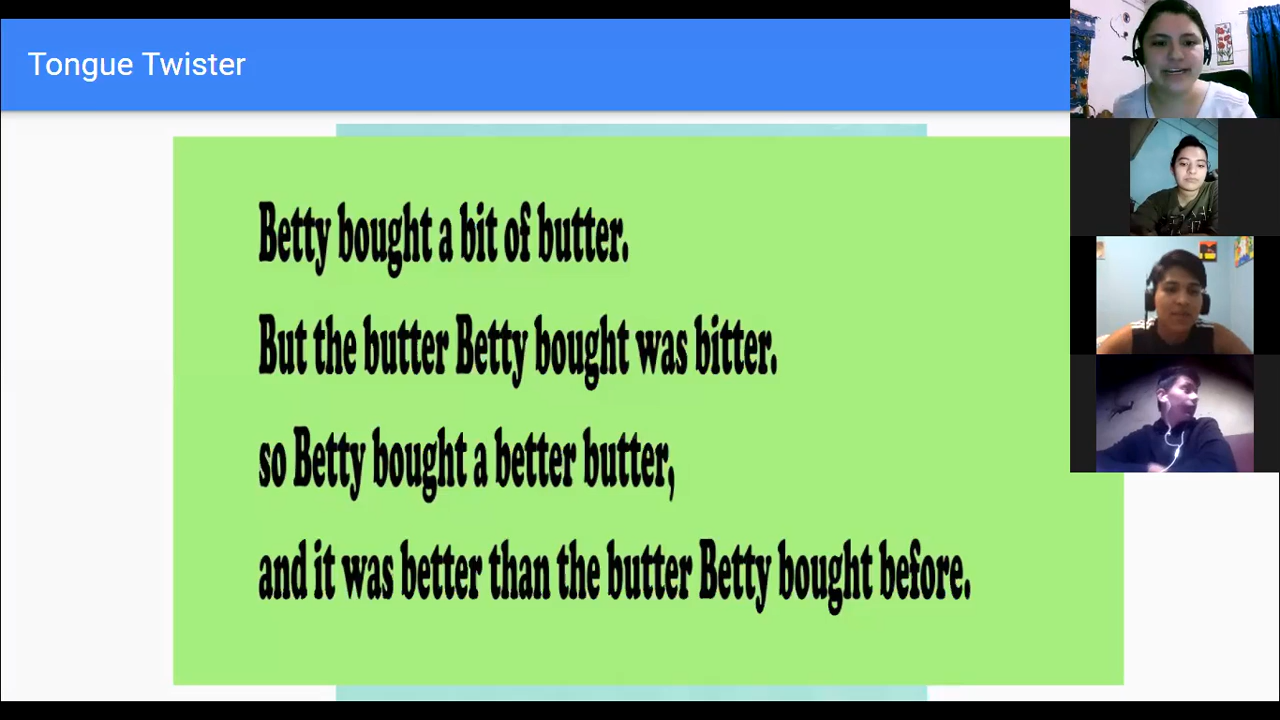 Tongue Twister
Betty bought a bit of butter.
But the butter Betty bought was bitter.
so Betty bought a better butter,
and it was better than the butter Betty bought before.